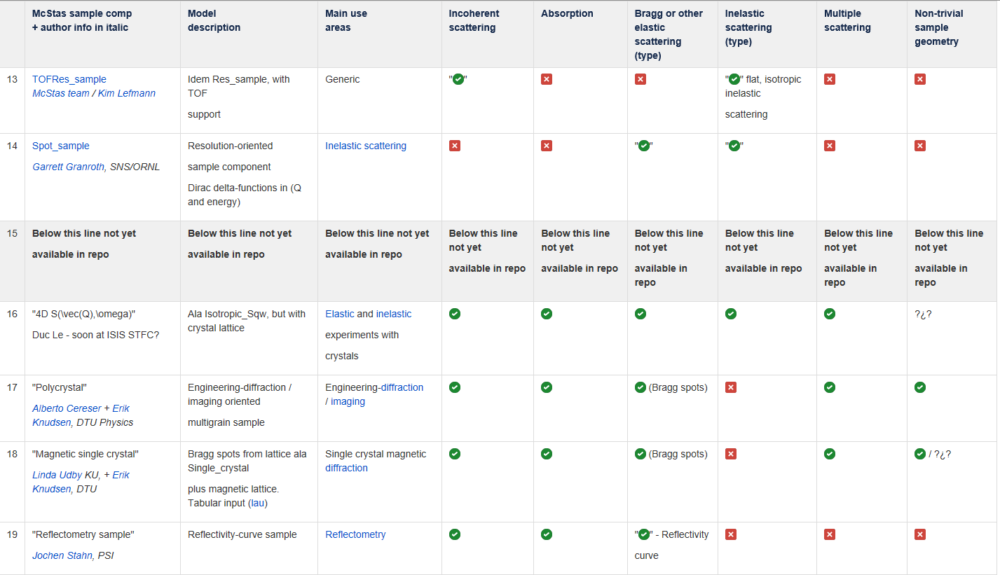 McStas sample comp
+ author info in italic
Model
description
Main use
areas
Incoherent
scattering
Absorption
Bragg or other
elastic
scattering
(type)
Inelastic
scattering
(type)
Multiple
scattering
Non-trivial
sample
geometry
13
TOFRes_sample
McStas team / Kim Lefmann
Idem Res_sample, with
TOF
support
Generic
"✓"
"✓" flat, isotropic
inelastic
scattering
14
Spot_sample
Garrett Granroth, SNS/ORNL
Resolution-oriented
sample component
Dirac delta-functions in (Q
and energy)
Inelastic scattering
"✓"
"✓"
15
Below this line not yet
available in repo
Below this line not yet
available in repo
Below this line not yet
available in repo
Below this line
not yet
available in repo
Below this line
not yet
available in repo
Below this line
not yet
available in
repo
Below this line
not yet
available in repo
Below this line
not yet
available in
repo
Below this line
not yet
available in
repo
16
"4D S(\vec(Q),\omega)"
Duc Le - soon at ISIS STFC?
Ala Isotropic_Sqw, but with
crystal lattice
Elastic and inelastic
experiments with
crystals
?¿?
17
"Polycrystal"
Alberto Cereser + Erik
Knudsen, DTU Physics
Engineering-diffraction /
imaging oriented
multigrain sample
Engineering-diffraction
/ imaging
(Bragg spots)
18
"Magnetic single crystal"
Linda Udby KU, + Erik
Knudsen, DTU
Bragg spots from lattice ala
Single_crystal
plus magnetic lattice.
Tabular input (lau)
Single crystal magnetic
diffraction
(Bragg spots)
/ ?¿?
19
"Reflectometry sample"
Jochen Stahn, PSI
Reflectivity-curve sample
Reflectometry
"✓" - Reflectivity
curve